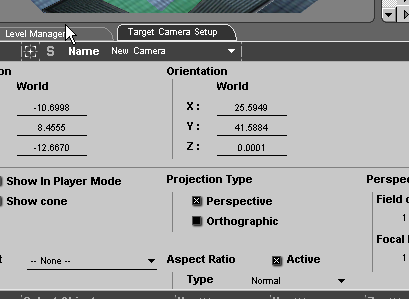 Level Manager
Target Camera Setup
S Name New Camera
on
Orientation
World
World
-10.6998
X : 25.5949
8.4555
Y : 41.5884
-12.6670
Z : 0.0001
Show In Player Mode
Projection Type
Perspe
Show cone
Perspective
Field o
Orthographic
1
Focal
1
t -- None --
Aspect Ratio
Active
Type Normal